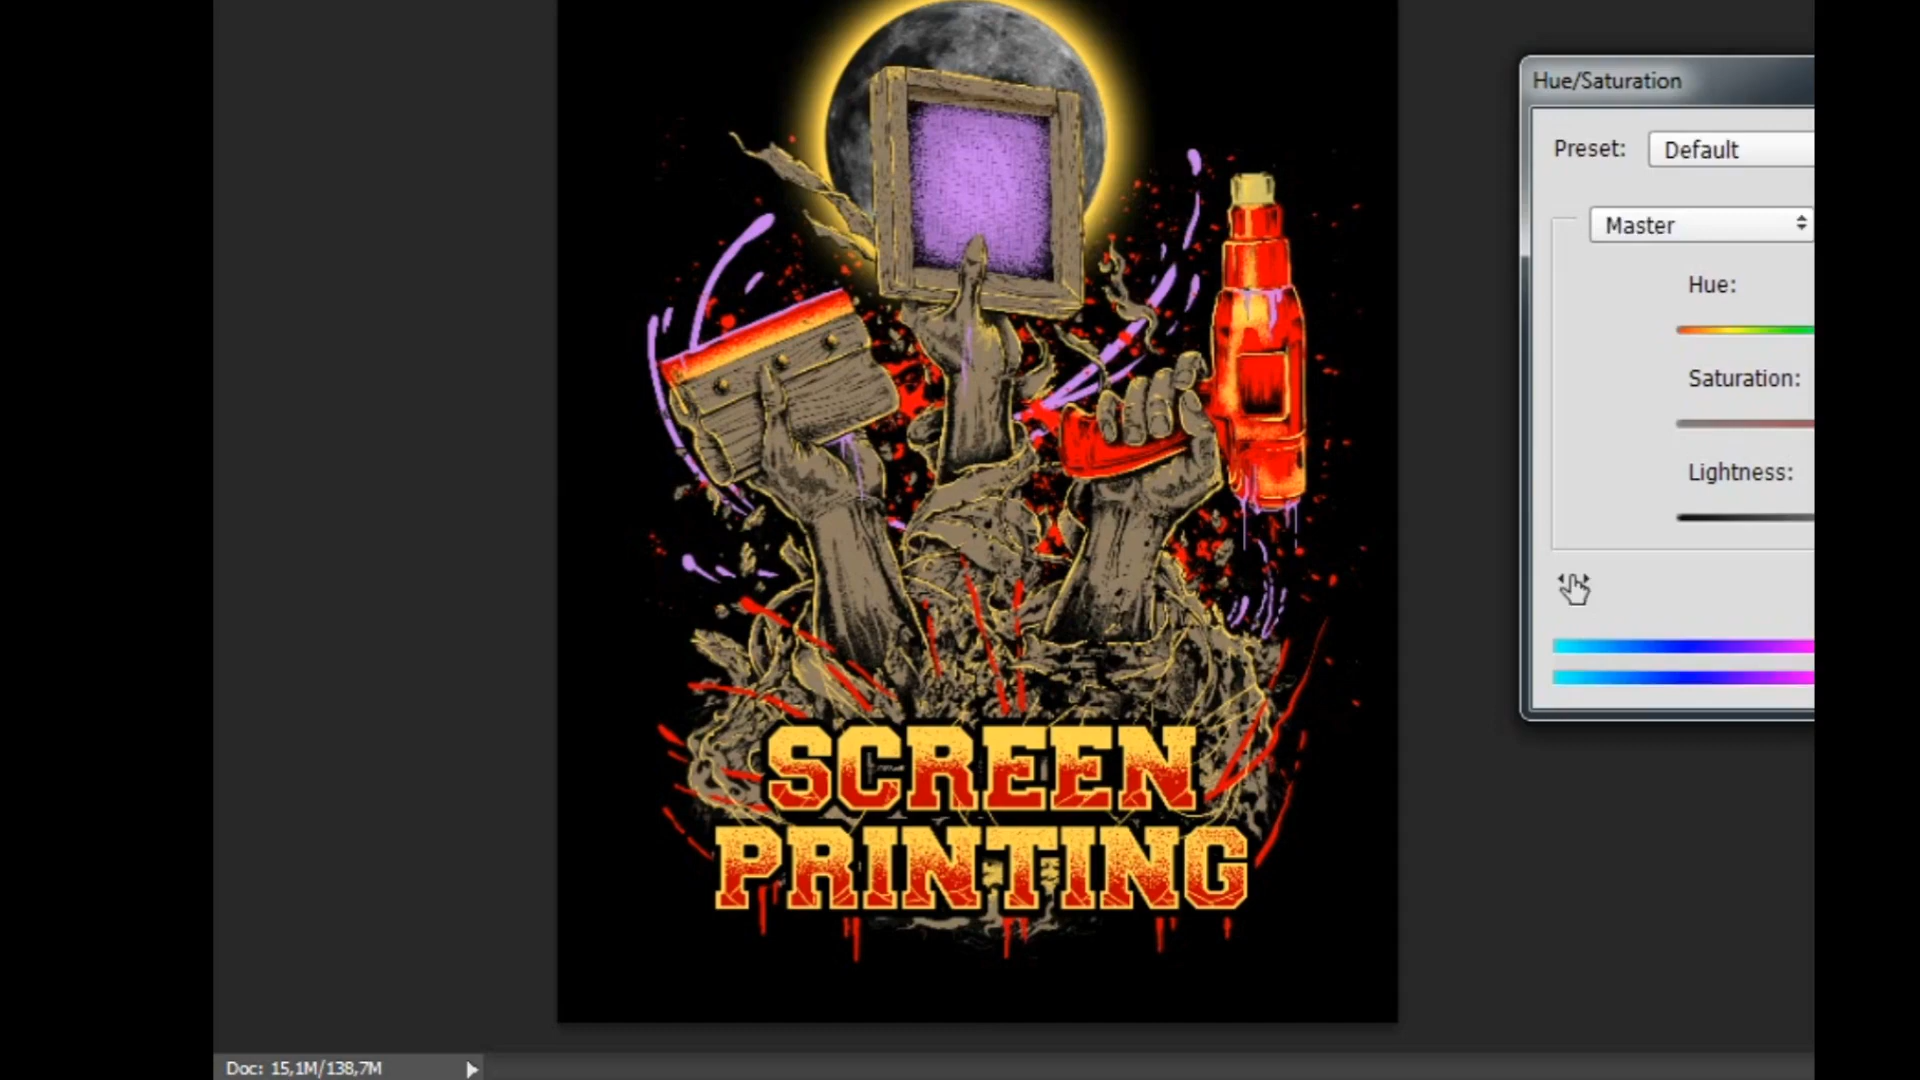 Hue/Saturation
Preset: Default
Master
Hue:
Saturation:
Lightness:
SCREEN
PRINTING
Doc: 15,1M/138,7M